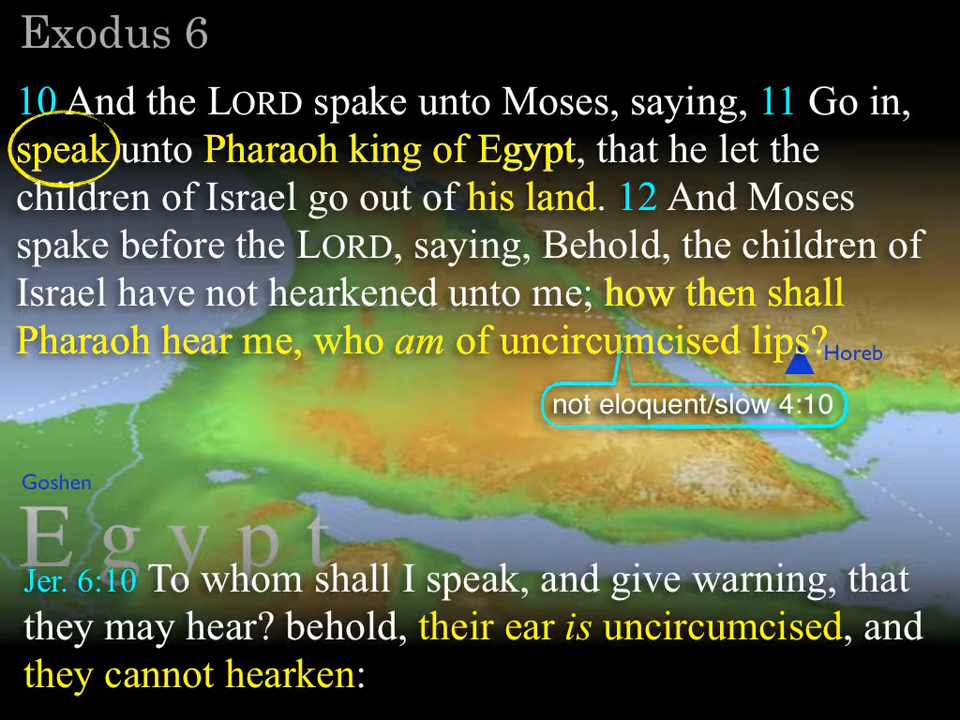 Exodus 6
10 And the LORD spake unto Moses, saying, 11 Go in,
speak unto Pharaoh king of Egypt, that he let the
children of Israel go out of his land. 12 And Moses
spake before the LORD, saying, Behold, the children of
Israel have not hearkened unto me; how then shall
Pharaoh hear me, who am of uncircumcised lips?
Horeb
not eloquent/slow 4:10
Goshen
Egypt
Jer. 6:10 To whom shall I speak, and give warning, that
they may hear? behold, their ear is uncircumcised, and
they cannot hearken: